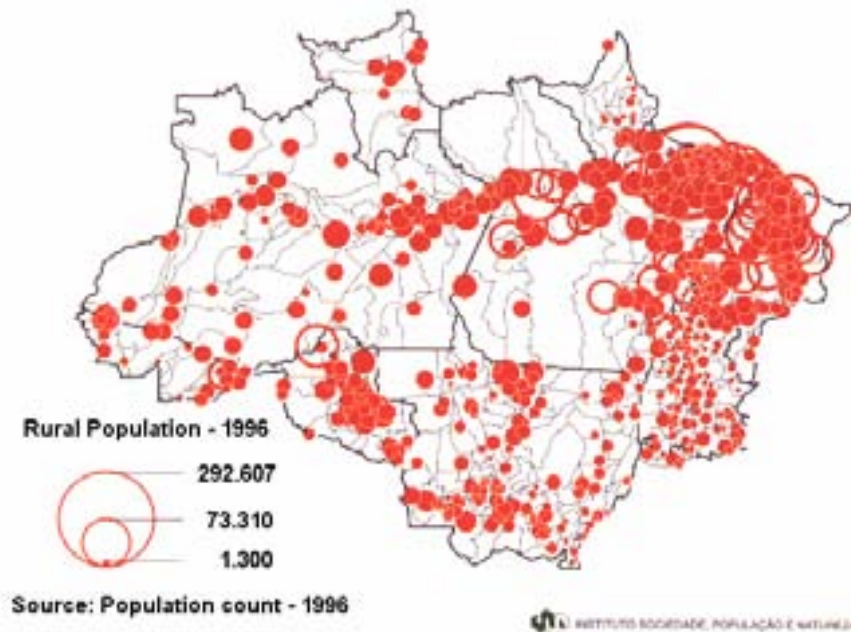 Rural Population - 1996
292.607
73.310
1.300
Source: Population count - 1996
INSTITUTO SOCIEDADE, POPULAÇÃO E NATUREZA